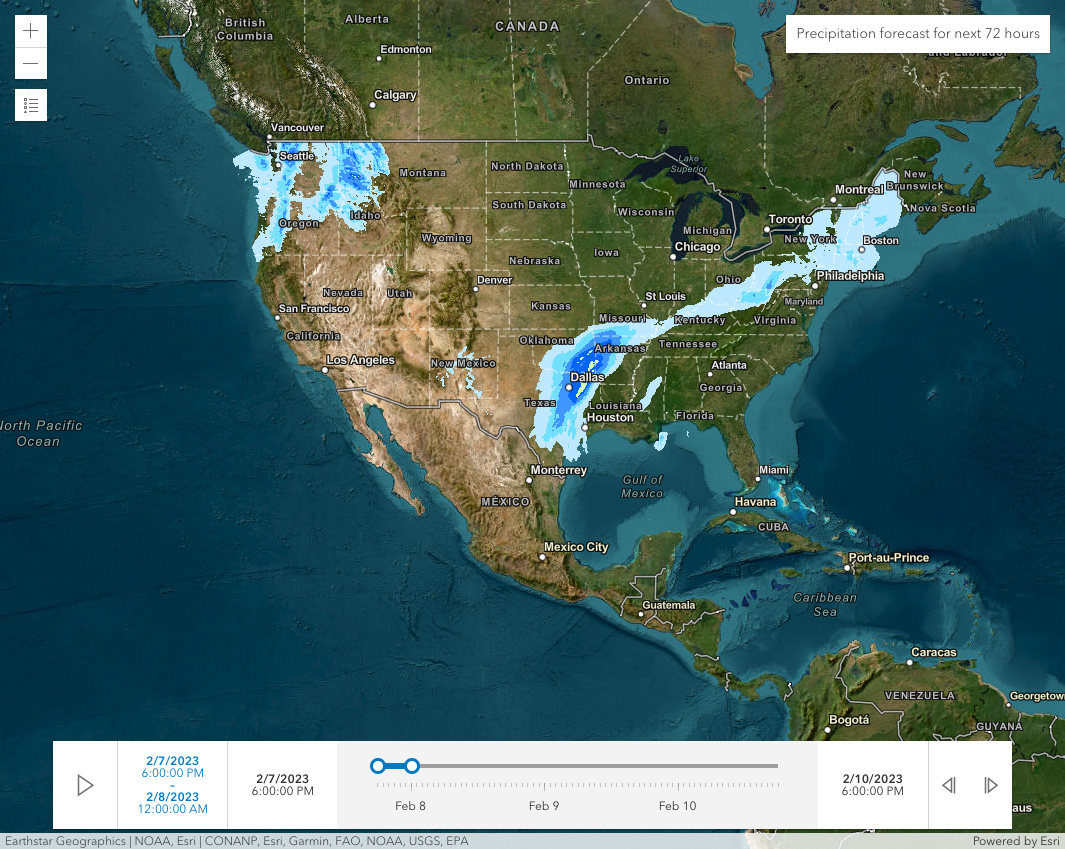 British
Columbia
Alberta
CANADA
Precipitation forecast for next 72 hours
Edmonton
Ontario
Calgary
Vancouver
Seattle
Lake
Superior
North Dakota
Montana
Minnesota
New
Brunswick
Montreal
South Dakota
Wisconsin
Nova Scotia
Oregon
Idaho
Toronto
Michigan
New York
Boston
Wyoming
Chicago
Iowa
Nebraska
Denver
Ohio
Philadelphia
Nevada
Utah
St Louis
Maryland
San Francisco
Kansas
Missouri
Kentucky
Virginia
California
Oklahoma
Arkansas
Tennessee
Los Angeles
New Mexico
Atlanta
Dallas
Georgia
Texas
Louisiana
Houston
Florida
North Pacific
Ocean
Monterrey
Miami
Gulf of
Mexico
MÉXICO
Havana
CUBA
Mexico City
Port-au-Prince
Caribbean
Sea
Guatemala
Caracas
VENEZUELA
Georgetown
Bogotá
GUYANA
2/7/2023
6:00:00 PM
-
2/8/2023
12:00:00 AM
2/7/2023
6:00:00 PM
Feb 8
Feb 9
Feb 10
2/10/2023
6:00:00 PM
aus
Earthstar Geographics | NOAA, Esri | CONANP, Esri, Garmin, FAO, NOAA, USGS, EPA
Powered by Esri